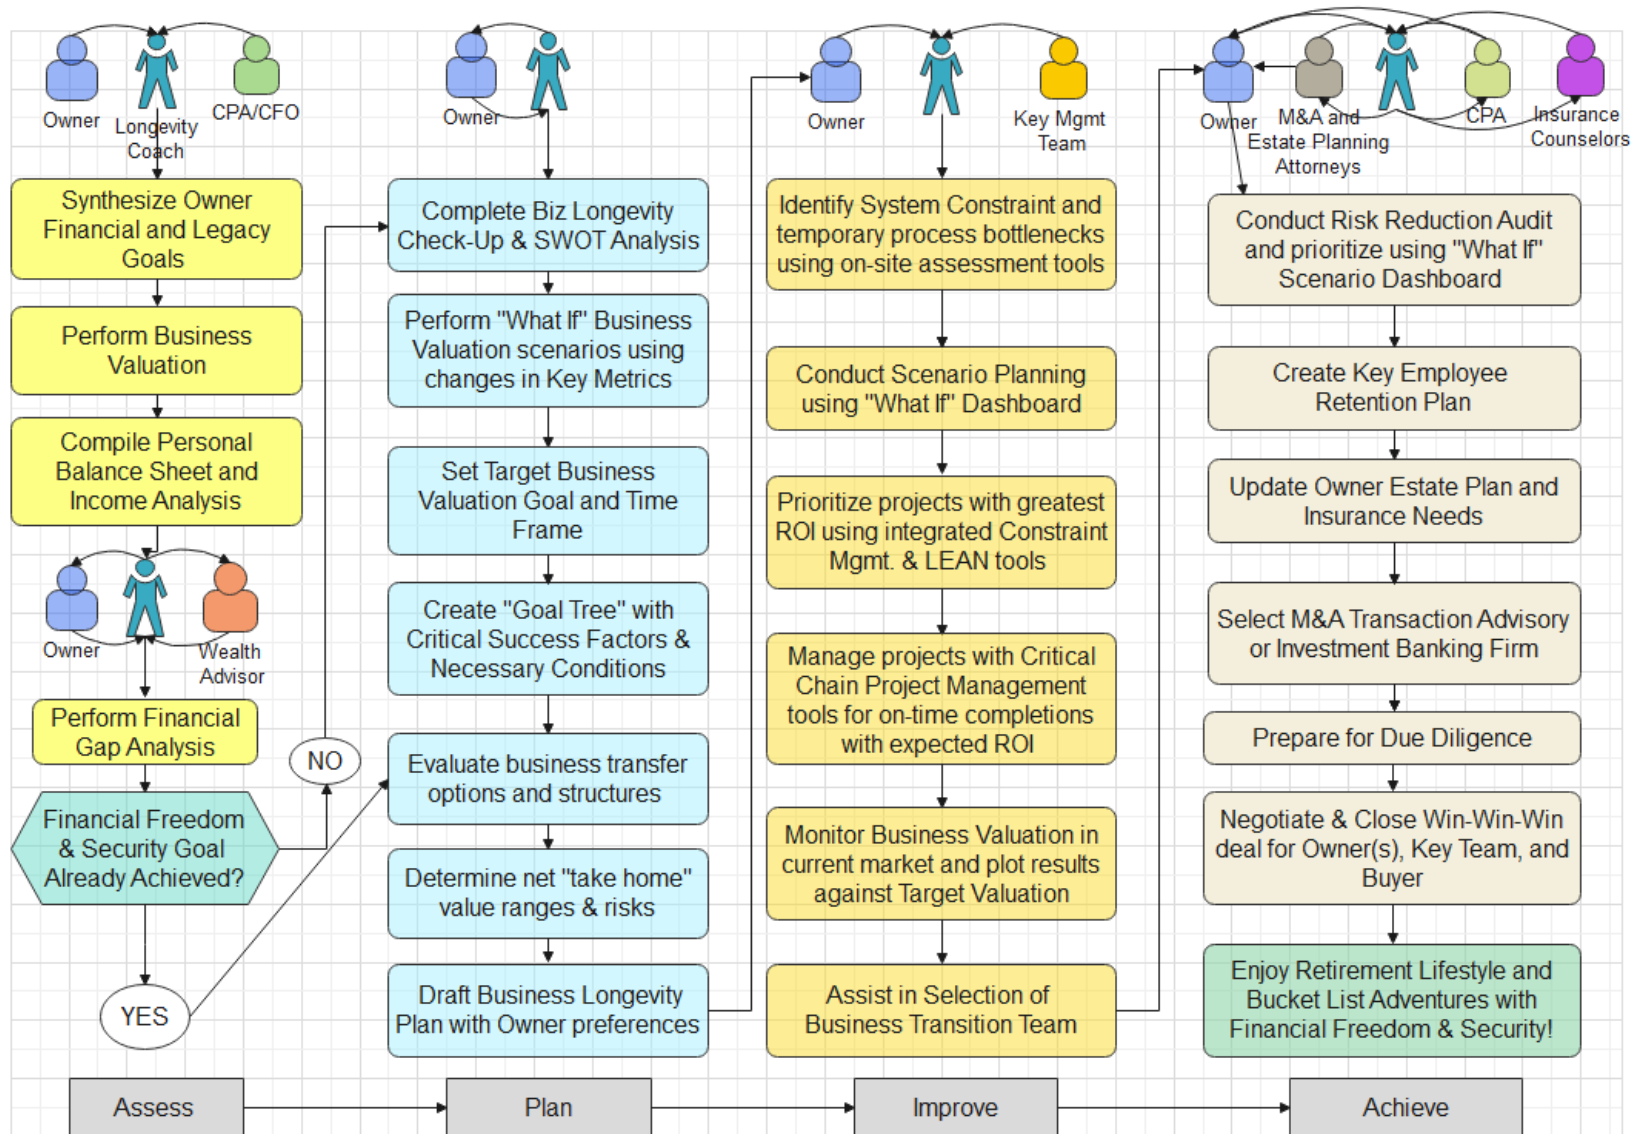 Owner
Longevity
Coach
CPA/CFO
Synthesize Owner
Financial and Legacy
Goals
Perform Business
Valuation
Compile Personal
Balance Sheet and
Income Analysis
Owner
Wealth
Advisor
Perform Financial
Gap Analysis
Financial Freedom
& Security Goal
Already Achieved?
NO
YES
Assess
Owner
Complete Biz Longevity
Check-Up & SWOT Analysis
Perform "What If" Business
Valuation scenarios using
changes in Key Metrics
Set Target Business
Valuation Goal and Time
Frame
Create "Goal Tree" with
Critical Success Factors &
Necessary Conditions
Evaluate business transfer
options and structures
Determine net "take home"
value ranges & risks
Draft Business Longevity
Plan with Owner preferences
Plan
Owner
Key Mgmt
Team
Identify System Constraint and
temporary process bottlenecks
using on-site assessment tools
Conduct Scenario Planning
using "What If" Dashboard
Prioritize projects with greatest
ROI using integrated Constraint
Mgmt. & LEAN tools
Manage projects with Critical
Chain Project Management
tools for on-time completions
with expected ROI
Monitor Business Valuation in
current market and plot results
against Target Valuation
Assist in Selection of
Business Transition Team
Improve
Owner
M&A and
Estate Planning
Attorneys
CPA
Insurance
Counselors
Conduct Risk Reduction Audit
and prioritize using "What If"
Scenario Dashboard
Create Key Employee
Retention Plan
Update Owner Estate Plan and
Insurance Needs
Select M&A Transaction Advisory
or Investment Banking Firm
Prepare for Due Diligence
Negotiate & Close Win-Win-Win
deal for Owner(s), Key Team, and
Buyer
Enjoy Retirement Lifestyle and
Bucket List Adventures with
Financial Freedom & Security!
Achieve